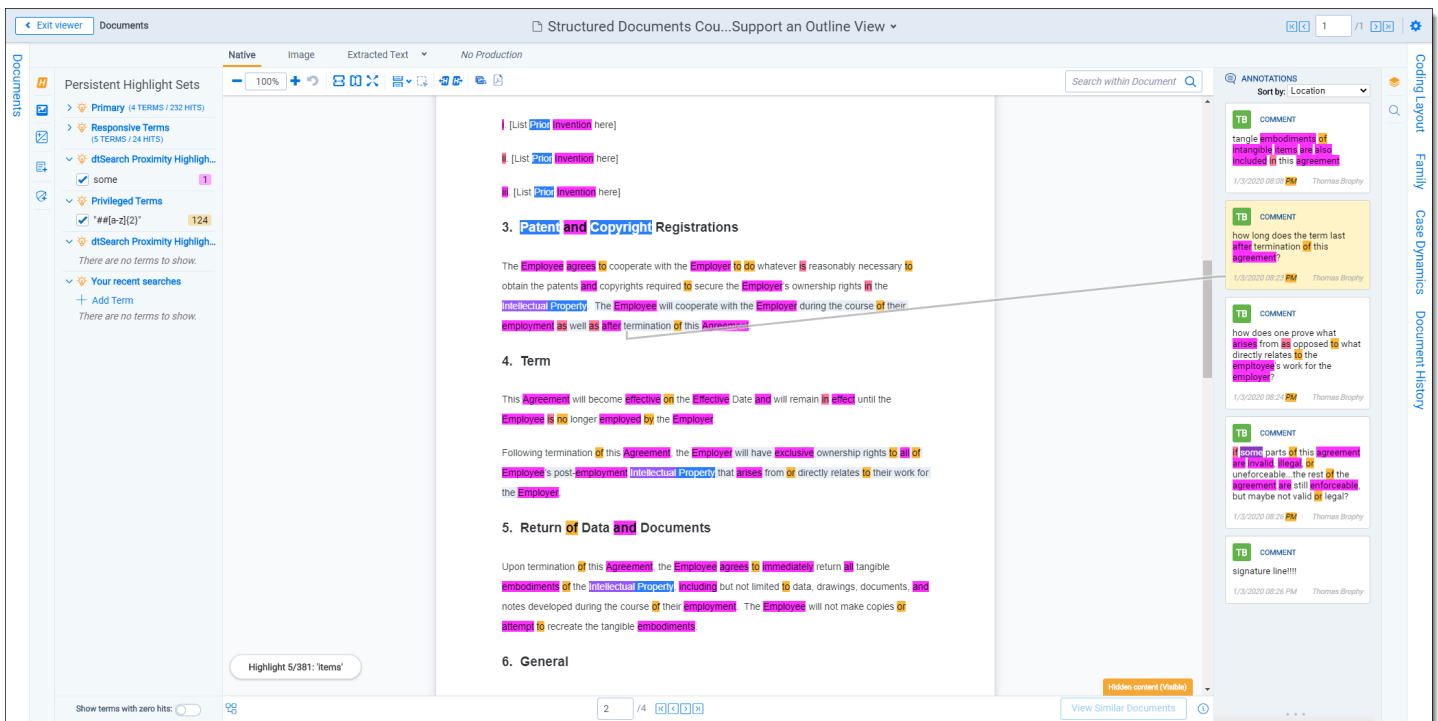 Exit viewer
Documents
Structured Documents Cou...Support an Outline View
1 /1
Native Image Extracted Text No Production
Documents
Persistent Highlight Sets
Primary (4 TERMS / 232 HITS)
Responsive Terms
(5 TERMS / 24 HITS)
dtSearch Proximity Highligh...
some 1
Privileged Terms
"##[a-z]{2}" 124
dtSearch Proximity Highligh...
There are no terms to show.
Your recent searches
Add Term
There are no terms to show.
Show terms with zero hits:
100%
Search within Document
i. [List Prior Invention here]
ii. [List Prior Invention here]
iii. [List Prior Invention here]
3. Patent and Copyright Registrations
The Employee agrees to cooperate with the Employer to do whatever is reasonably necessary to
obtain the patents and copyrights required to secure the Employer's ownership rights in the
Intellectual Property. The Employee will cooperate with the Employer during the course of their
employment as well as after termination of this Agreement.
4. Term
This Agreement will become effective on the Effective Date and will remain in effect until the
Employee is no longer employed by the Employer.
Following termination of this Agreement, the Employer will have exclusive ownership rights to all of
Employee's post-employment Intellectual Property that arises from or directly relates to their work for
the Employer.
5. Return of Data and Documents
Upon termination of this Agreement, the Employee agrees to immediately return all tangible
embodiments of the Intellectual Property, including but not limited to data, drawings, documents, and
notes developed during the course of their employment. The Employee will not make copies or
attempt to recreate the tangible embodiments.
6. General
Highlight 5/381: 'items'
Hidden content (Visible)
2 /4
View Similar Documents
ANNOTATIONS
Sort by: Location
TB COMMENT
tangle embodiments of
intangible items are also
included in this agreement
1/3/2020 08:08 PM Thomas Brophy
TB COMMENT
how long does the term last
after termination of this
agreement?
1/3/2020 08:23 PM Thomas Brophy
TB COMMENT
how does one prove what
arises from as opposed to what
directly relates to the
empltoyee's work for the
employer?
1/3/2020 08:24 PM Thomas Brophy
TB COMMENT
if some parts of this agreement
are invalid, illegal, or
uneforceable...the rest of the
agreement are still enforceable,
but maybe not valid or legal?
1/3/2020 08:26 PM Thomas Brophy
TB COMMENT
signature line!!!!
1/3/2020 08:26 PM Thomas Brophy
Coding Layout
Family
Case Dynamics
Document History